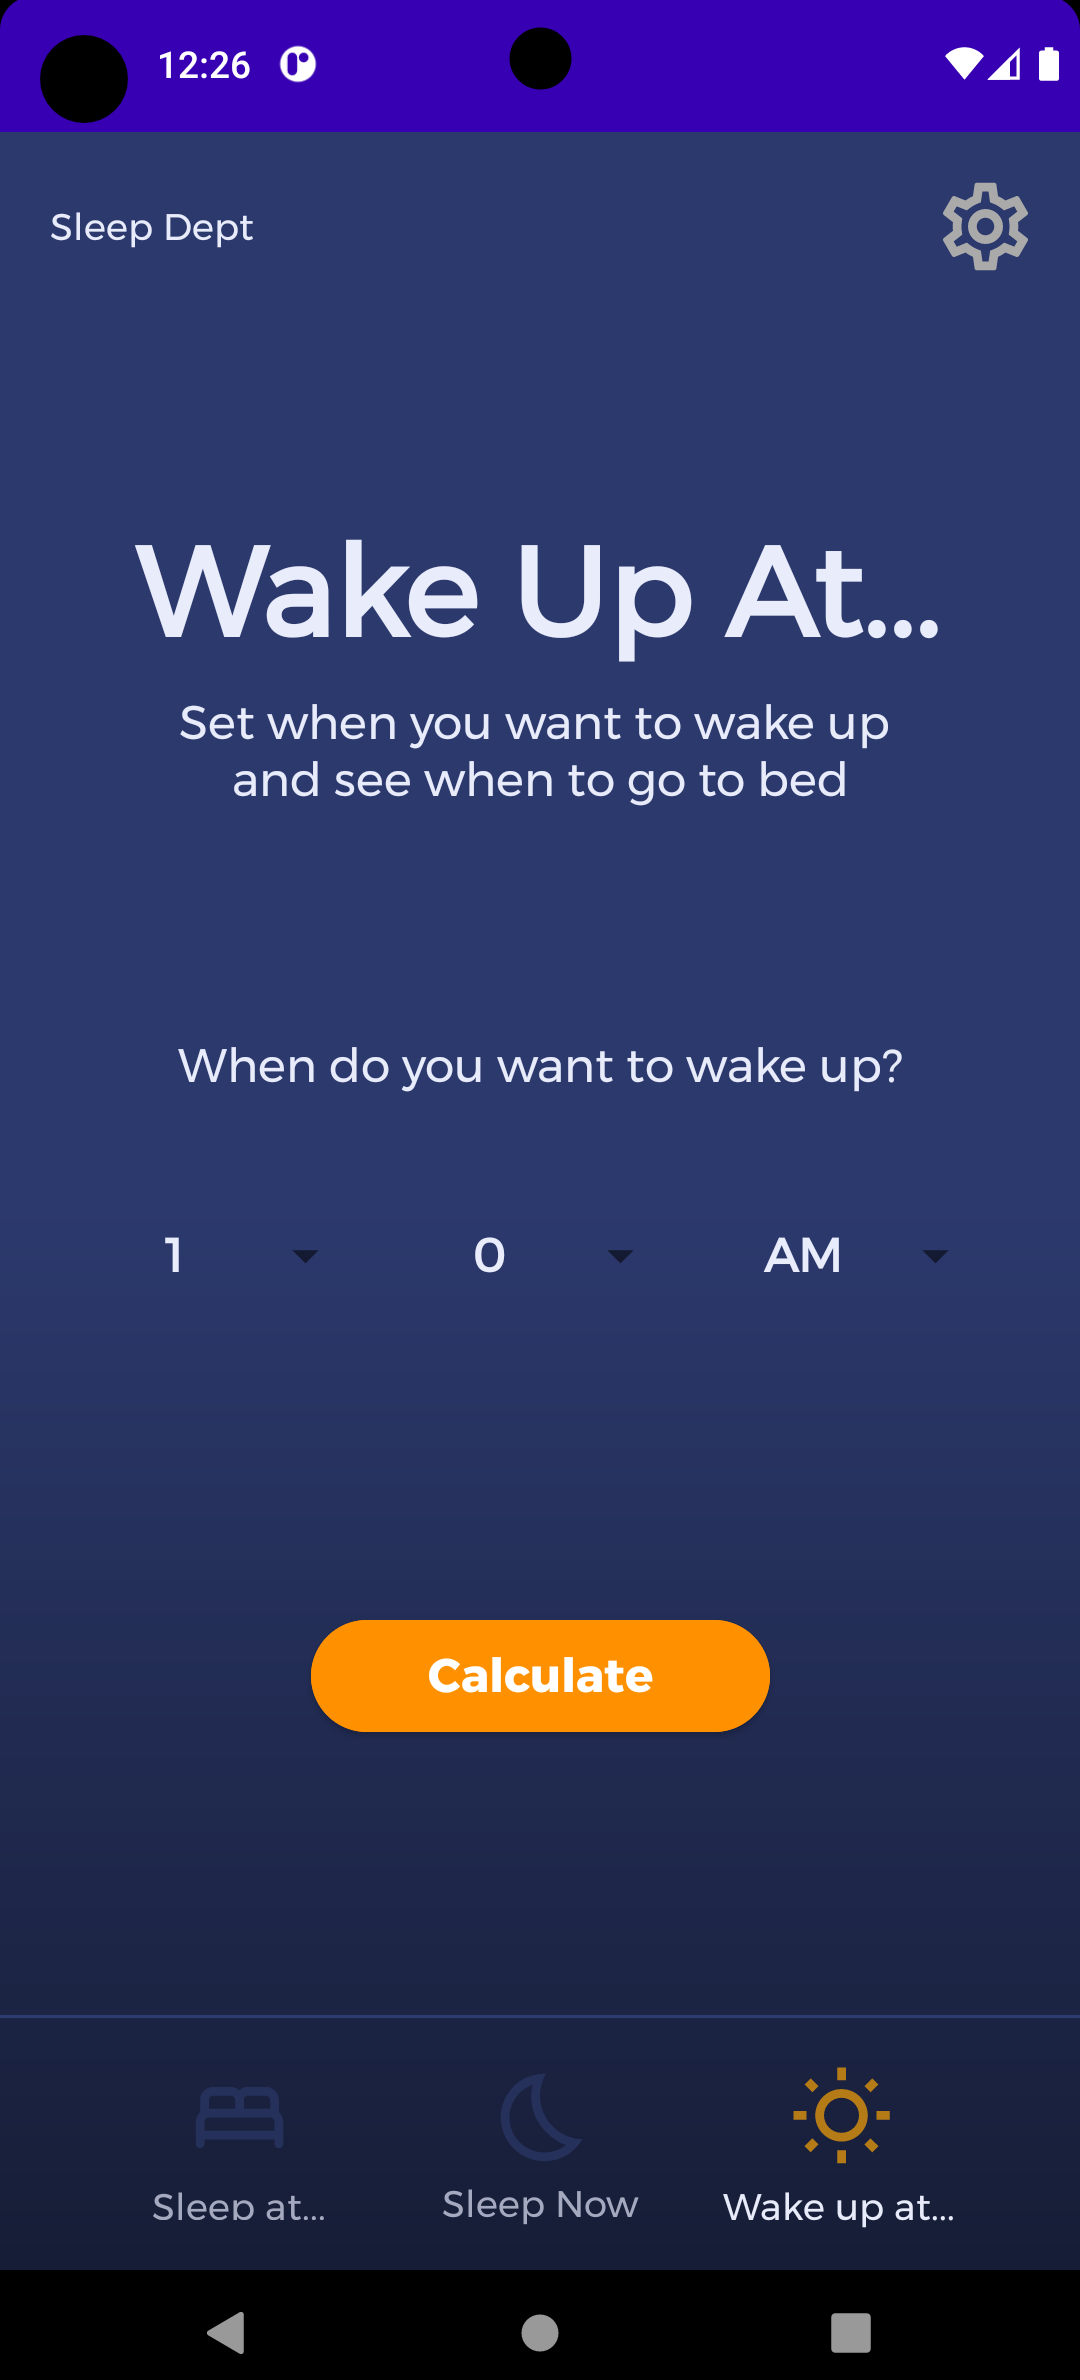 12:26
Sleep Dept
Wake Up At...
Set when you want to wake up
and see when to go to bed
When do you want to wake up?
1 0 AM
Calculate
Sleep at... Sleep Now Wake up at...